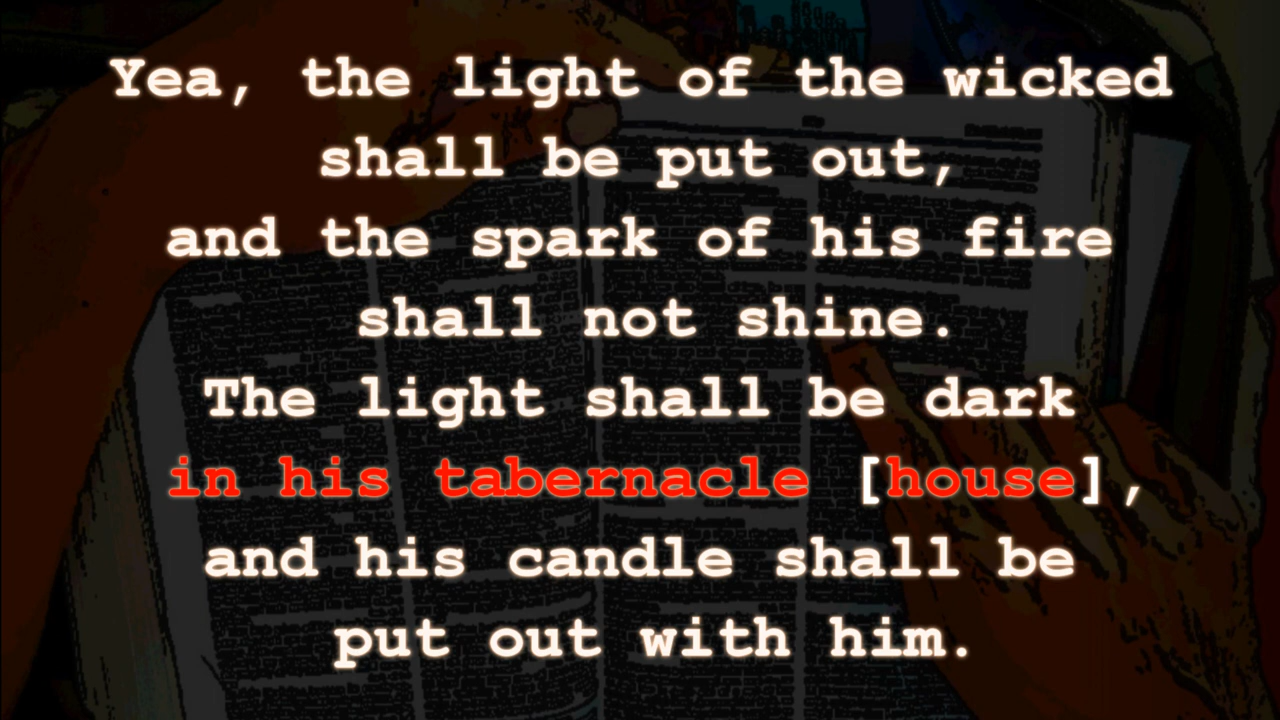 Yea, the light of the wicked
shall be put out,
and the spark of his fire
shall not shine.
The light shall be dark
in his tabernacle [house],
and his candle shall be
put out with him.